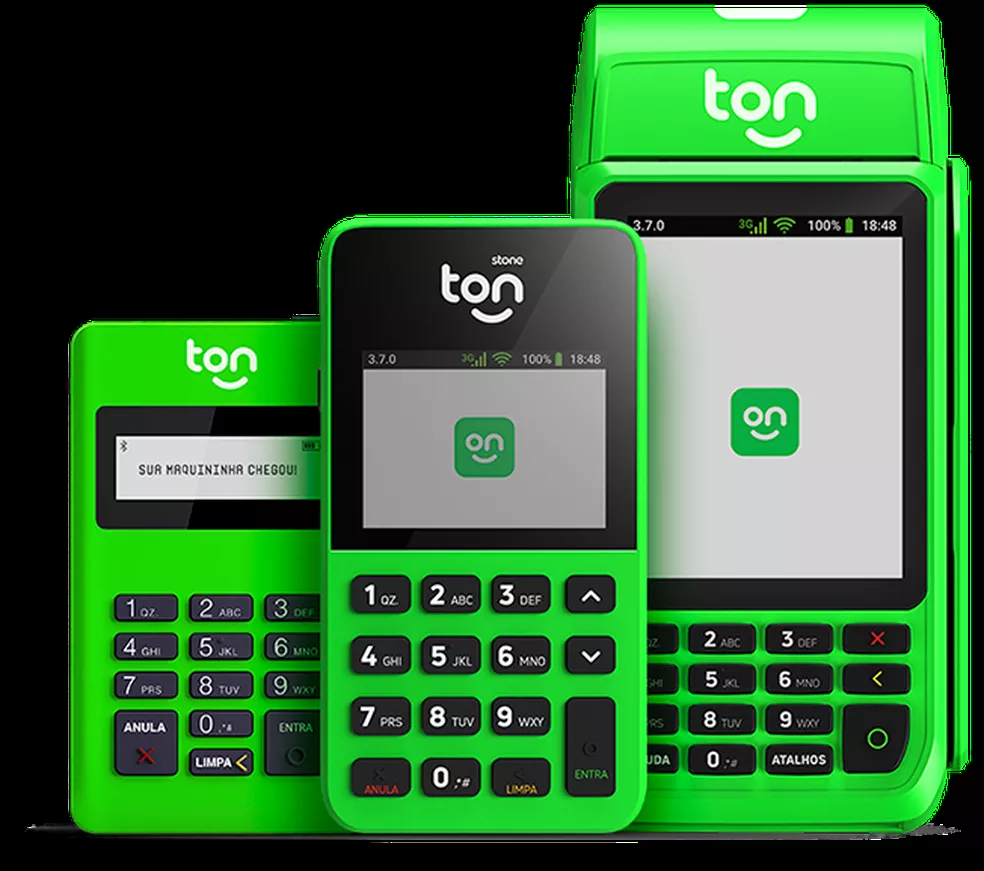 ton
SUA MAQUININHA CHEGOU!
1 QZ. 2 ABC 3 DEF
4 GHI 5 JKL 6 MNO
7 PRS 8 TUV 9 WXY
ANULA 0 .*# ENTRA
LIMPA
stone
ton
3.7.0 3G 100% 18:48
on
1 QZ. 2 ABC 3 DEF
4 GHI 5 JKL 6 MNO
7 PRS 8 TUV 9 WXY
ANULA 0 .*# LIMPA ENTRA
ton
3.7.0 3G 100% 18:48
on
QZ. 2 ABC 3 DEF
GHI 5 JKL 6 MNO
PRS 8 TUV 9 WXY
UDA 0 .*# ATALHOS